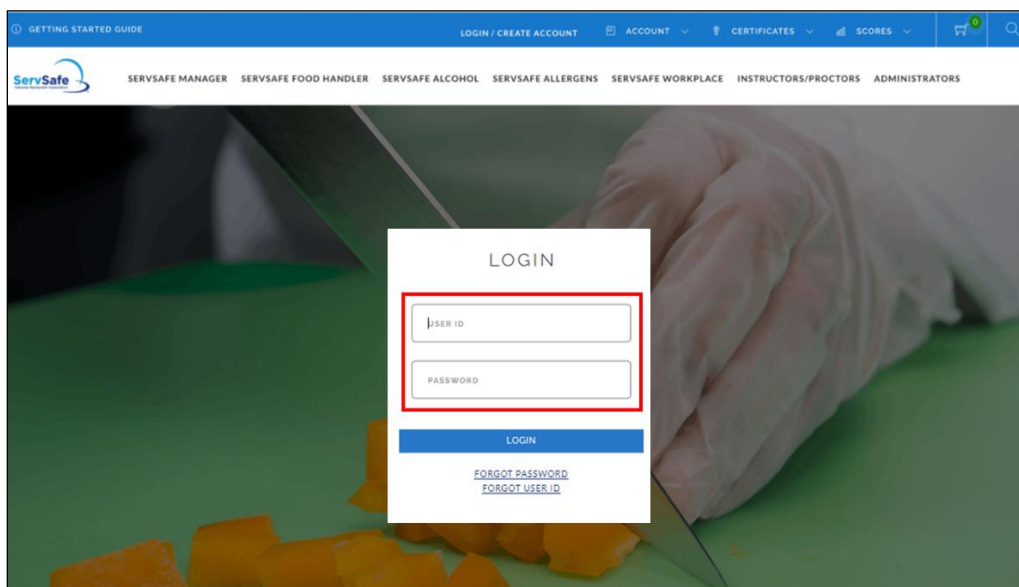 GETTING STARTED GUIDE
LOGIN / CREATE ACCOUNT
ACCOUNT
CERTIFICATES
SCORES
0
ServSafe
SERVSAFE MANAGER
SERVSAFE FOOD HANDLER
SERVSAFE ALCOHOL
SERVSAFE ALLERGENS
SERVSAFE WORKPLACE
INSTRUCTORS/PROCTORS
ADMINISTRATORS
LOGIN
USER ID
PASSWORD
LOGIN
FORGOT PASSWORD
FORGOT USER ID